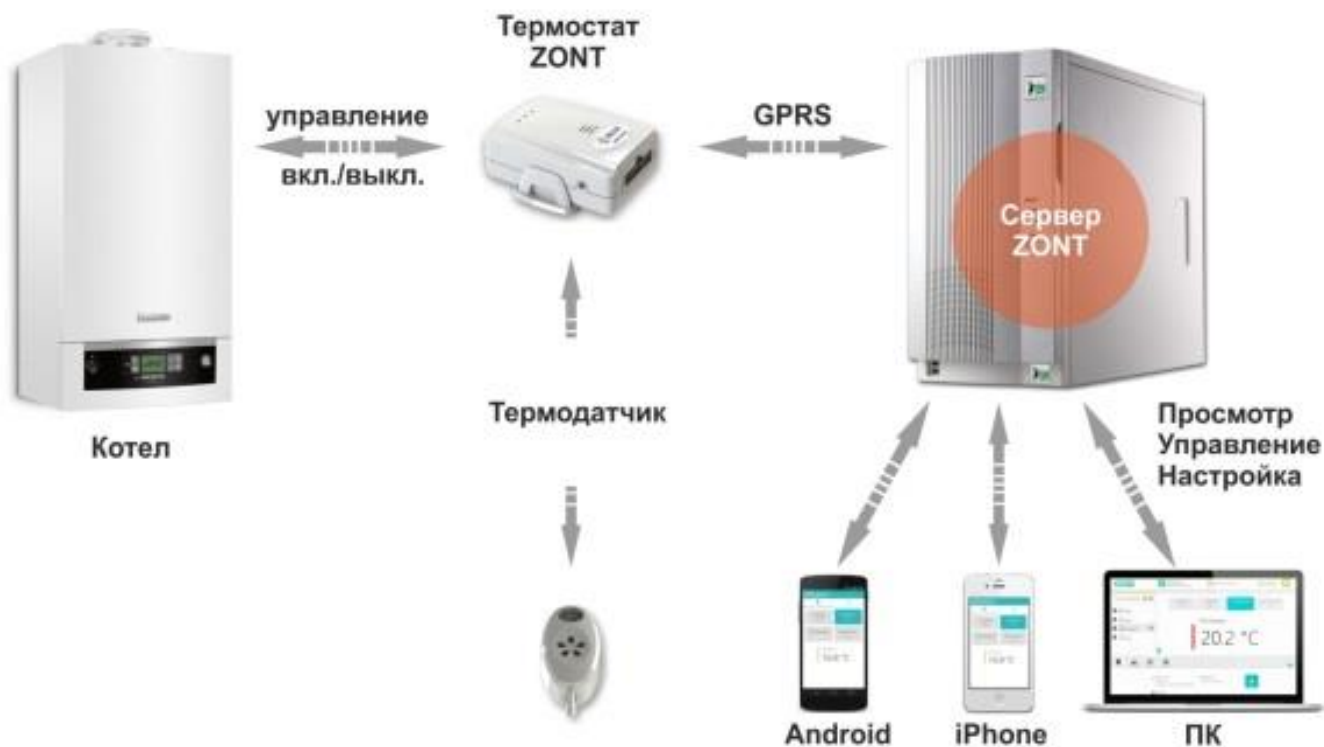 Термостат
ZONT
управление
вкл./выкл.
GPRS
Сервер
ZONT
Котел
Термодатчик
Просмотр
Управление
Настройка
20.2 °C
Android
iPhone
ПК